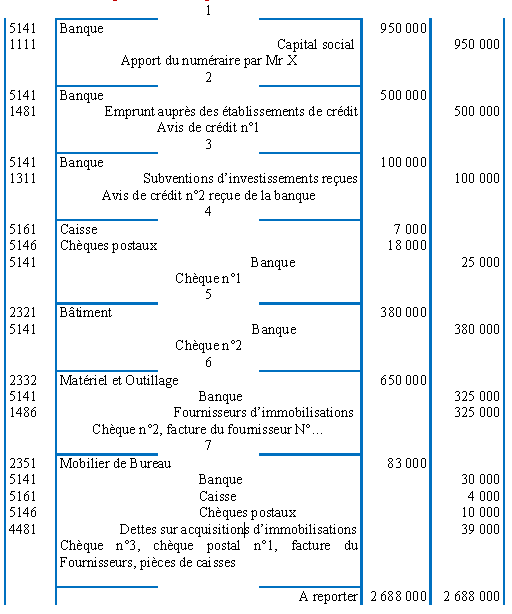 1
5141 Banque 950 000
1111 Capital social 950 000
Apport du numéraire par Mr X
2
5141 Banque 500 000
1481 Emprunt auprès des établissements de crédit 500 000
Avis de crédit n°1
3
5141 Banque 100 000
1311 Subventions d'investissements reçues 100 000
Avis de crédit n°2 reçue de la banque
4
5161 Caisse 7 000
5146 Chèques postaux 18 000
5141 Banque 25 000
Chèque n°1
5
2321 Bâtiment 380 000
5141 Banque 380 000
Chèque n°2
6
2332 Matériel et Outillage 650 000
5141 Banque 325 000
1486 Fournisseurs d'immobilisations 325 000
Chèque n°2, facture du fournisseur N°…
7
2351 Mobilier de Bureau 83 000
5141 Banque 30 000
5161 Caisse 4 000
5146 Chèques postaux 10 000
4481 Dettes sur acquisitions d'immobilisations 39 000
Chèque n°3, chèque postal n°1, facture du
Fournisseurs, pièces de caisses
A reporter 2 688 000 2 688 000